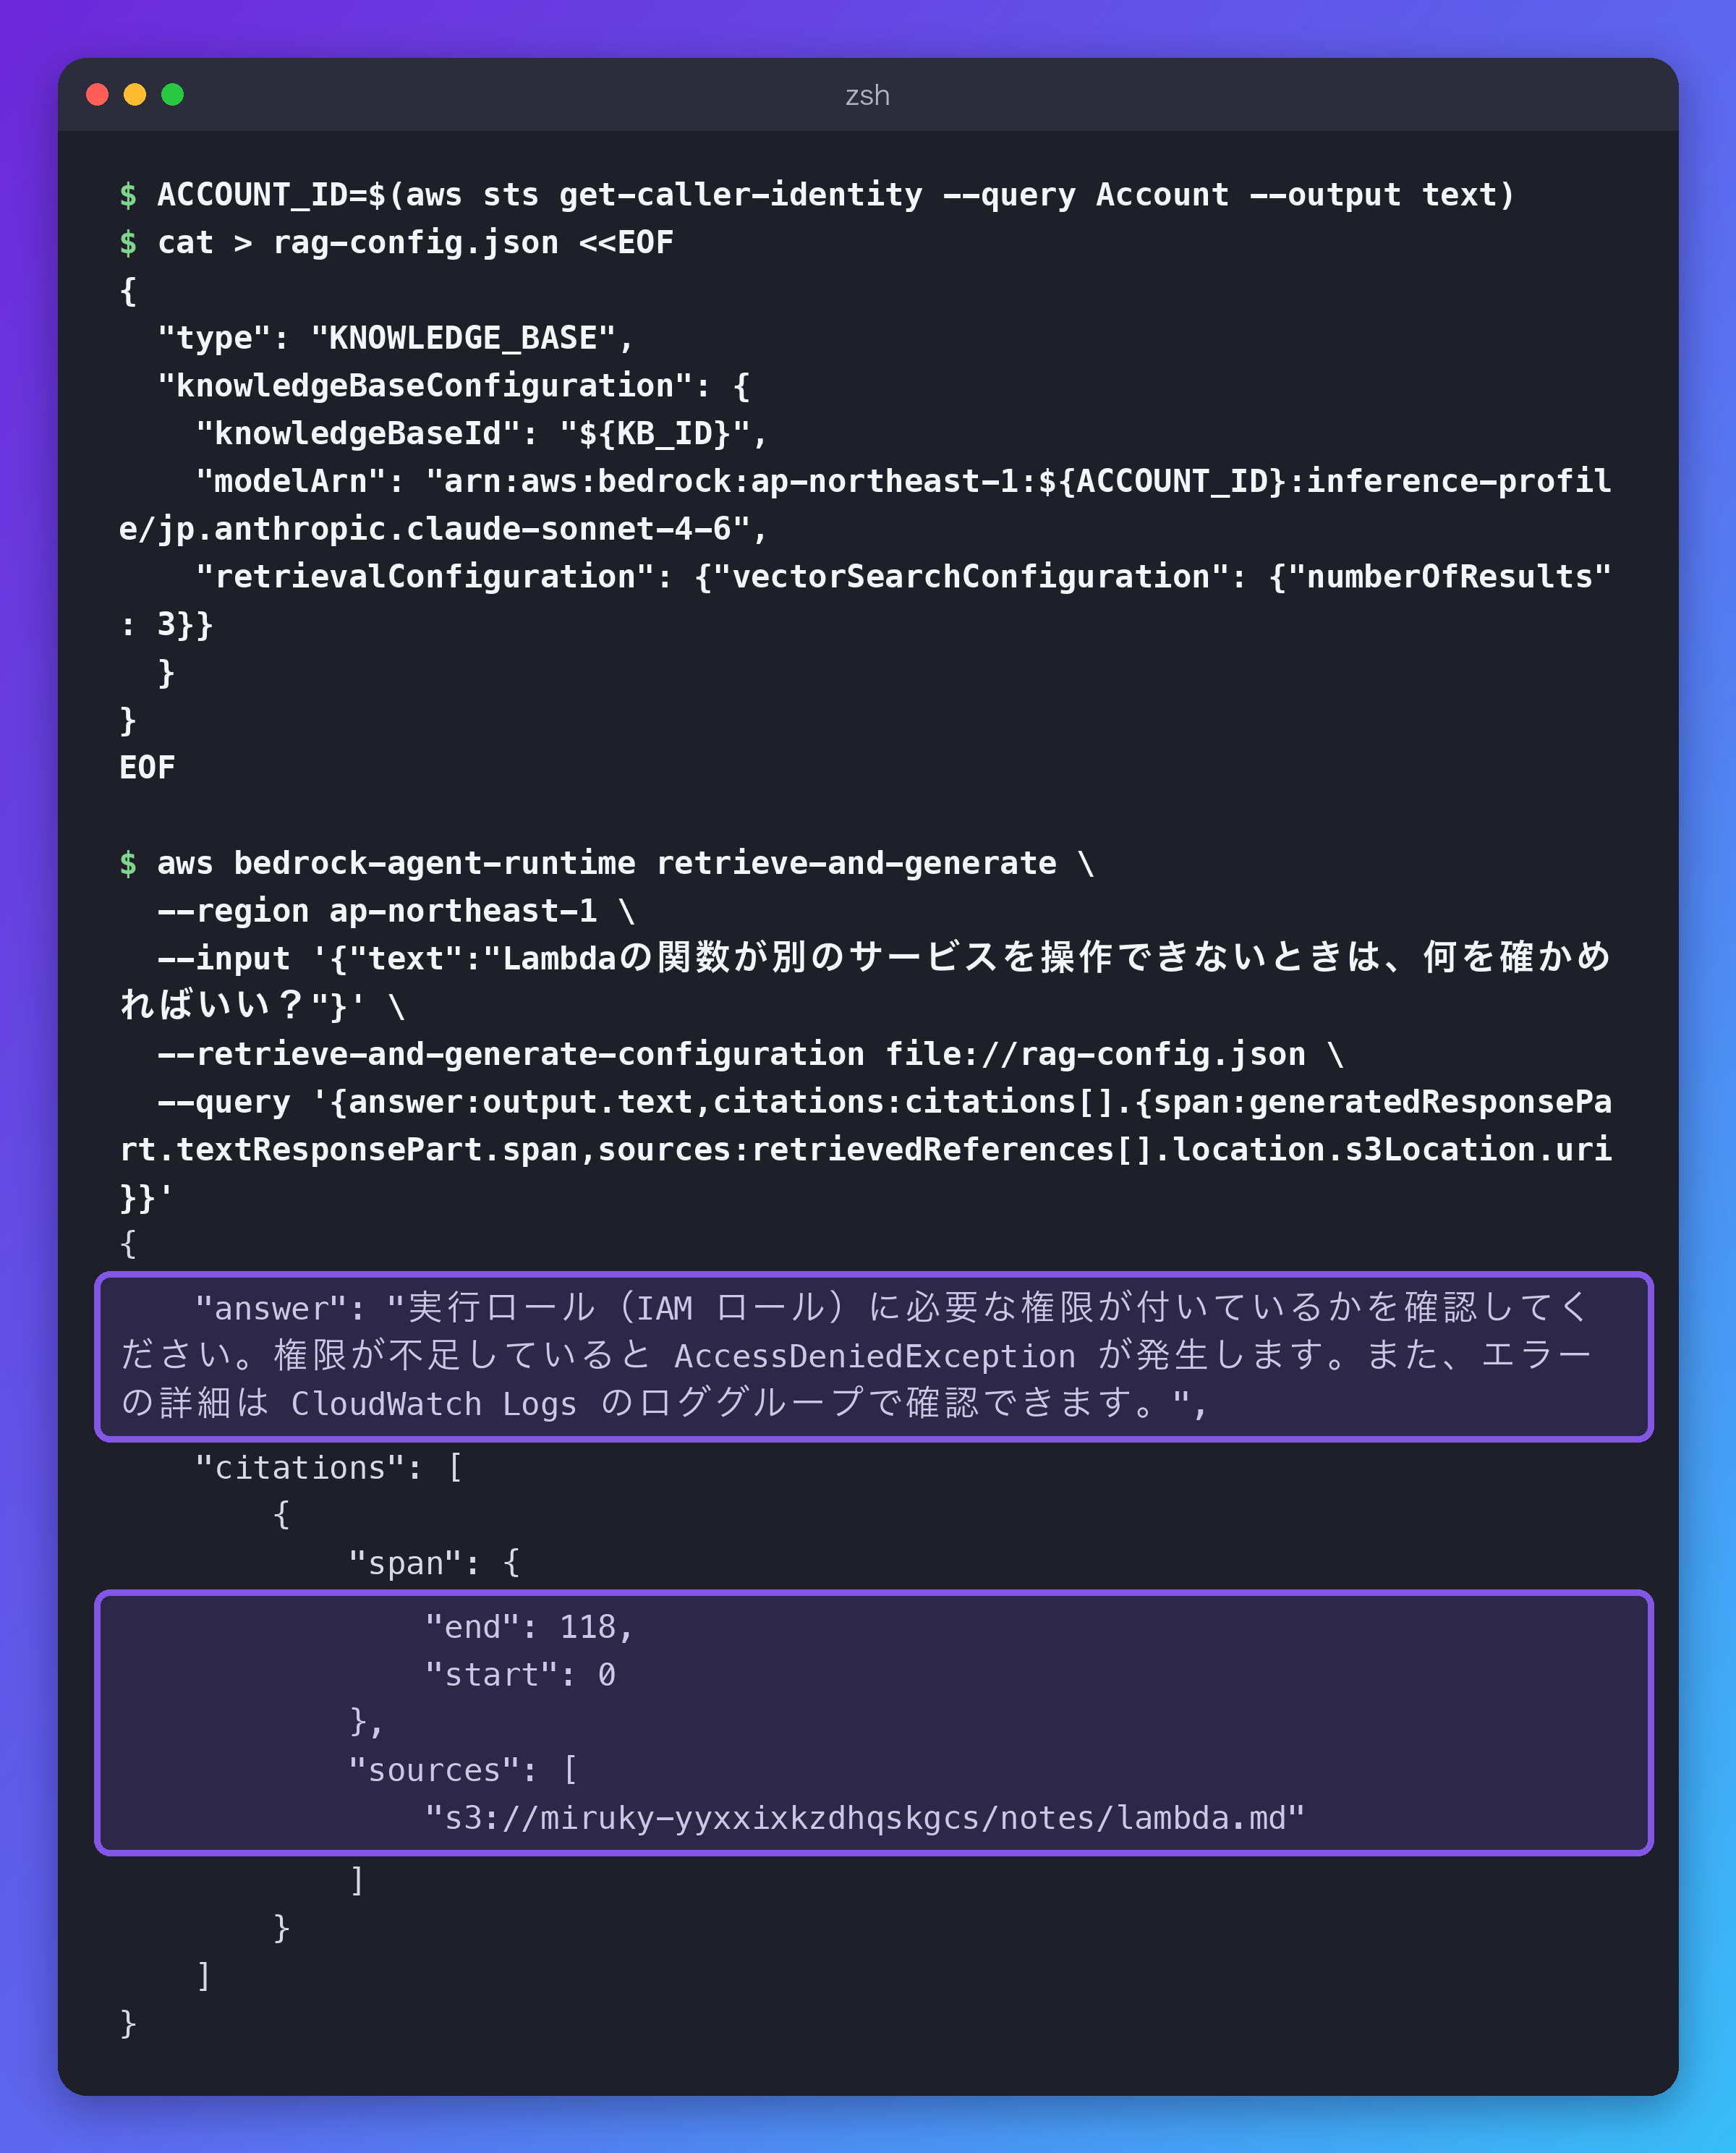 zsh
$ ACCOUNT_ID=$(aws sts get-caller-identity --query Account --output text)
$ cat > rag-config.json <<EOF
{
  "type": "KNOWLEDGE_BASE",
  "knowledgeBaseConfiguration": {
    "knowledgeBaseId": "${KB_ID}",
    "modelArn": "arn:aws:bedrock:ap-northeast-1:${ACCOUNT_ID}:inference-profil
e/jp.anthropic.claude-sonnet-4-6",
    "retrievalConfiguration": {"vectorSearchConfiguration": {"numberOfResults"
: 3}}
  }
}
EOF
$ aws bedrock-agent-runtime retrieve-and-generate \
  --region ap-northeast-1 \
  --input '{"text":"Lambdaの関数が別のサービスを操作できないときは、何を確かめ
ればいい？"}' \
  --retrieve-and-generate-configuration file://rag-config.json \
  --query '{answer:output.text,citations:citations[].{span:generatedResponsePa
rt.textResponsePart.span,sources:retrievedReferences[].location.s3Location.uri
}}'
{
    "answer": "実行ロール（IAM ロール）に必要な権限が付いているかを確認してく
ださい。権限が不足していると AccessDeniedException が発生します。また、エラー
の詳細は CloudWatch Logs のロググループで確認できます。",
    "citations": [
        {
            "span": {
                "end": 118,
                "start": 0
            },
            "sources": [
                "s3://miruky-yyxxixkzdhqskgcs/notes/lambda.md"
            ]
        }
    ]
}